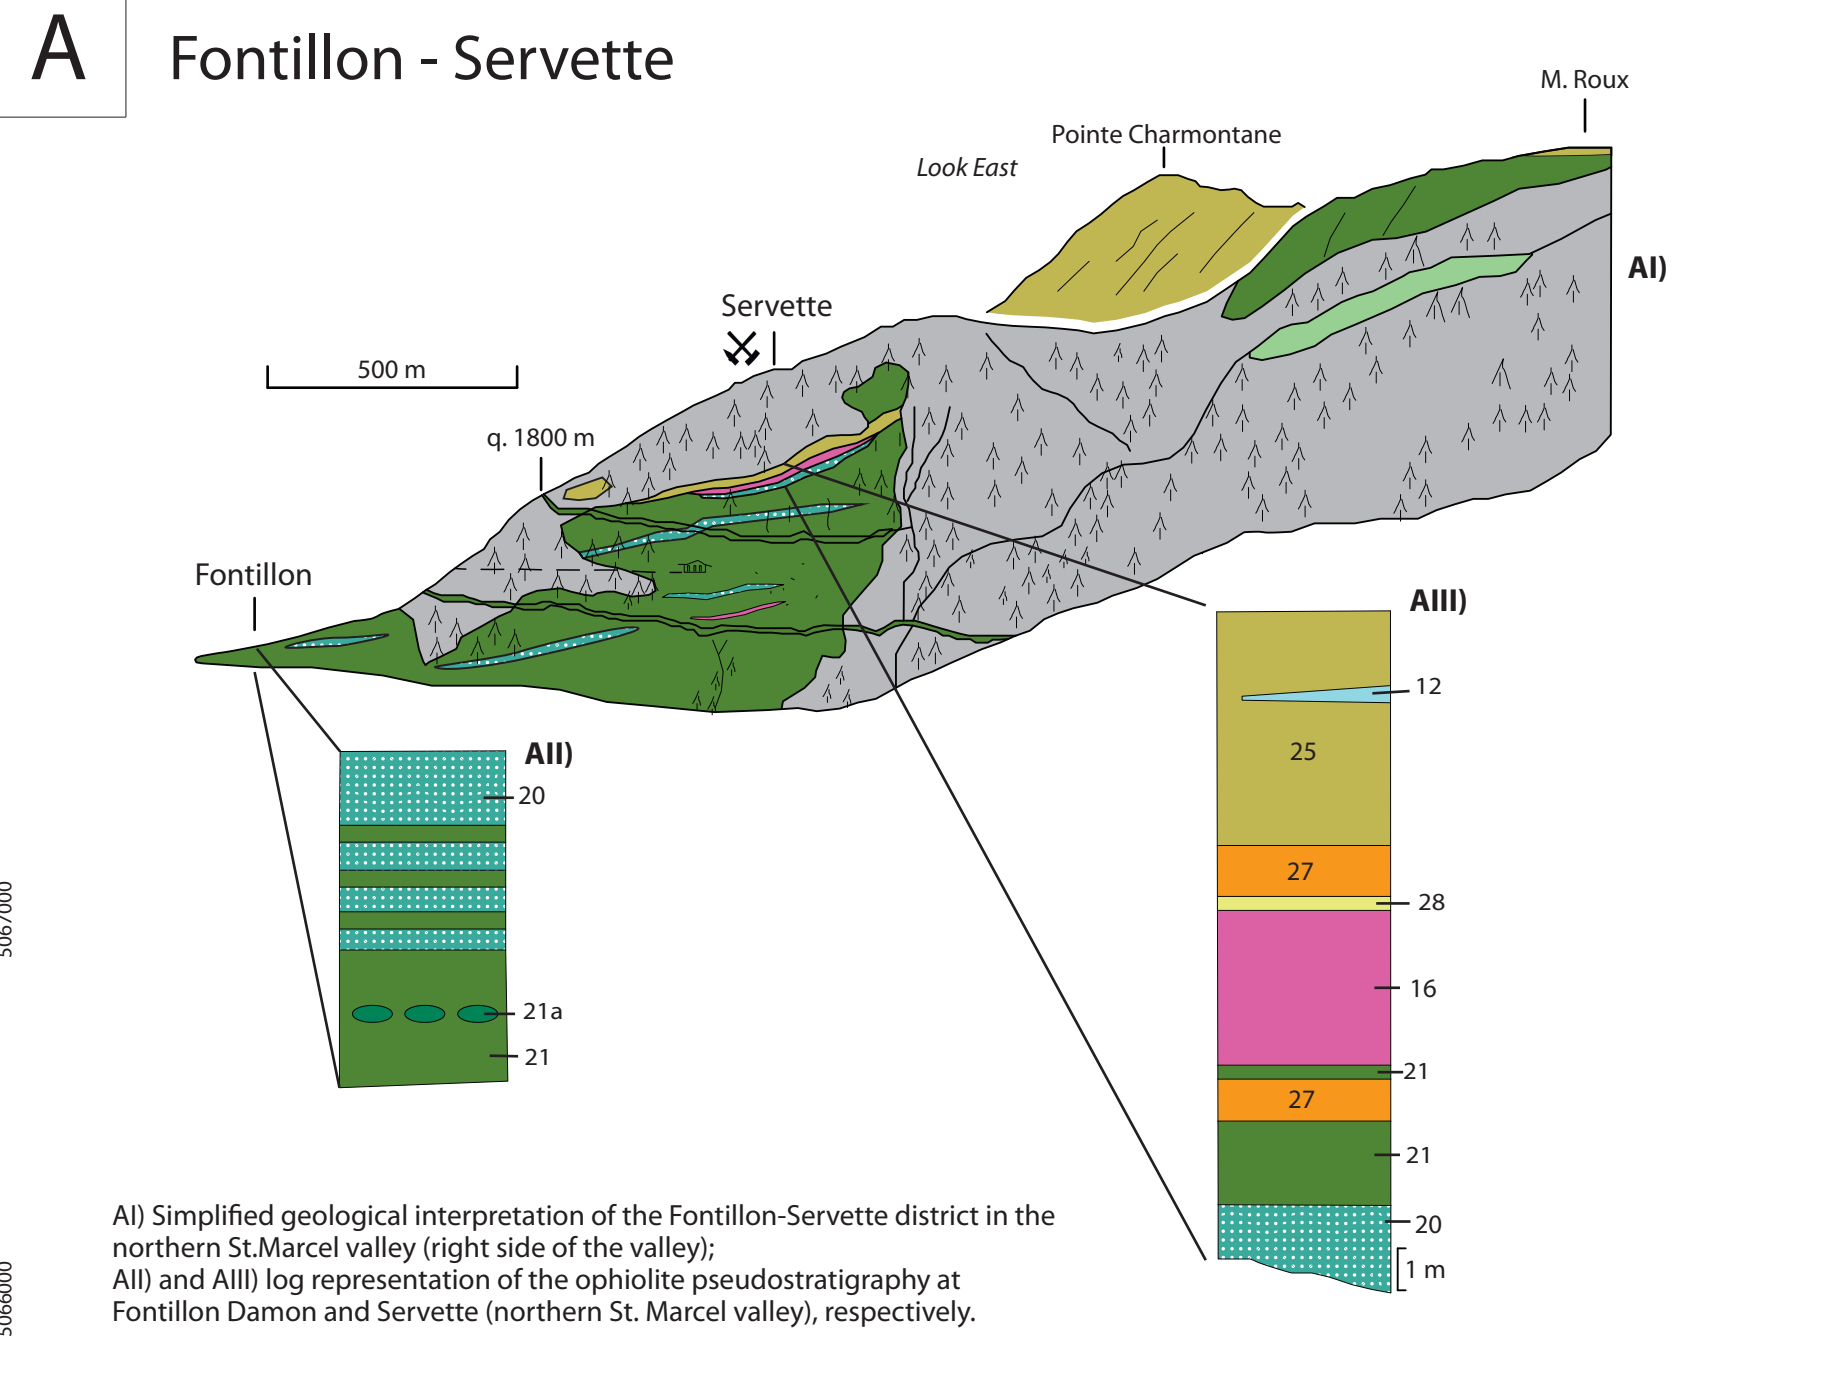 A
Fontillon - Servette
M. Roux
Pointe Charmontane
Look East
AI)
Servette
500 m
q. 1800 m
Fontillon
AIII)
12
25
27
28
16
21
27
21
20
1 m
AII)
20
21a
21
5067000
5066000
AI) Simplified geological interpretation of the Fontillon-Servette district in the
northern St.Marcel valley (right side of the valley);
AII) and AIII) log representation of the ophiolite pseudostratigraphy at
Fontillon Damon and Servette (northern St. Marcel valley), respectively.